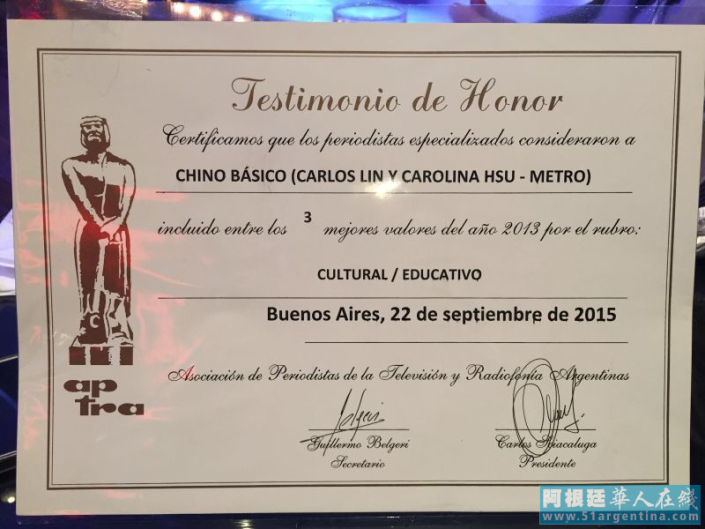 Testimonio de Honor
Certificamos que los periodistas especializados consideraron a
CHINO BÁSICO (CARLOS LIN Y CAROLINA HSU - METRO)
incluido entre los 3 mejores valores del año 2013 por el rubro:
CULTURAL / EDUCATIVO
Buenos Aires, 22 de septiembre de 2015
Asociación de Periodistas de la Televisión y Radiofonía Argentinas
ap
tra
Guillermo Belgeri
Secretario
Carlos Sciacaluga
Presidente
阿根廷華人在线
www.51argentina.com